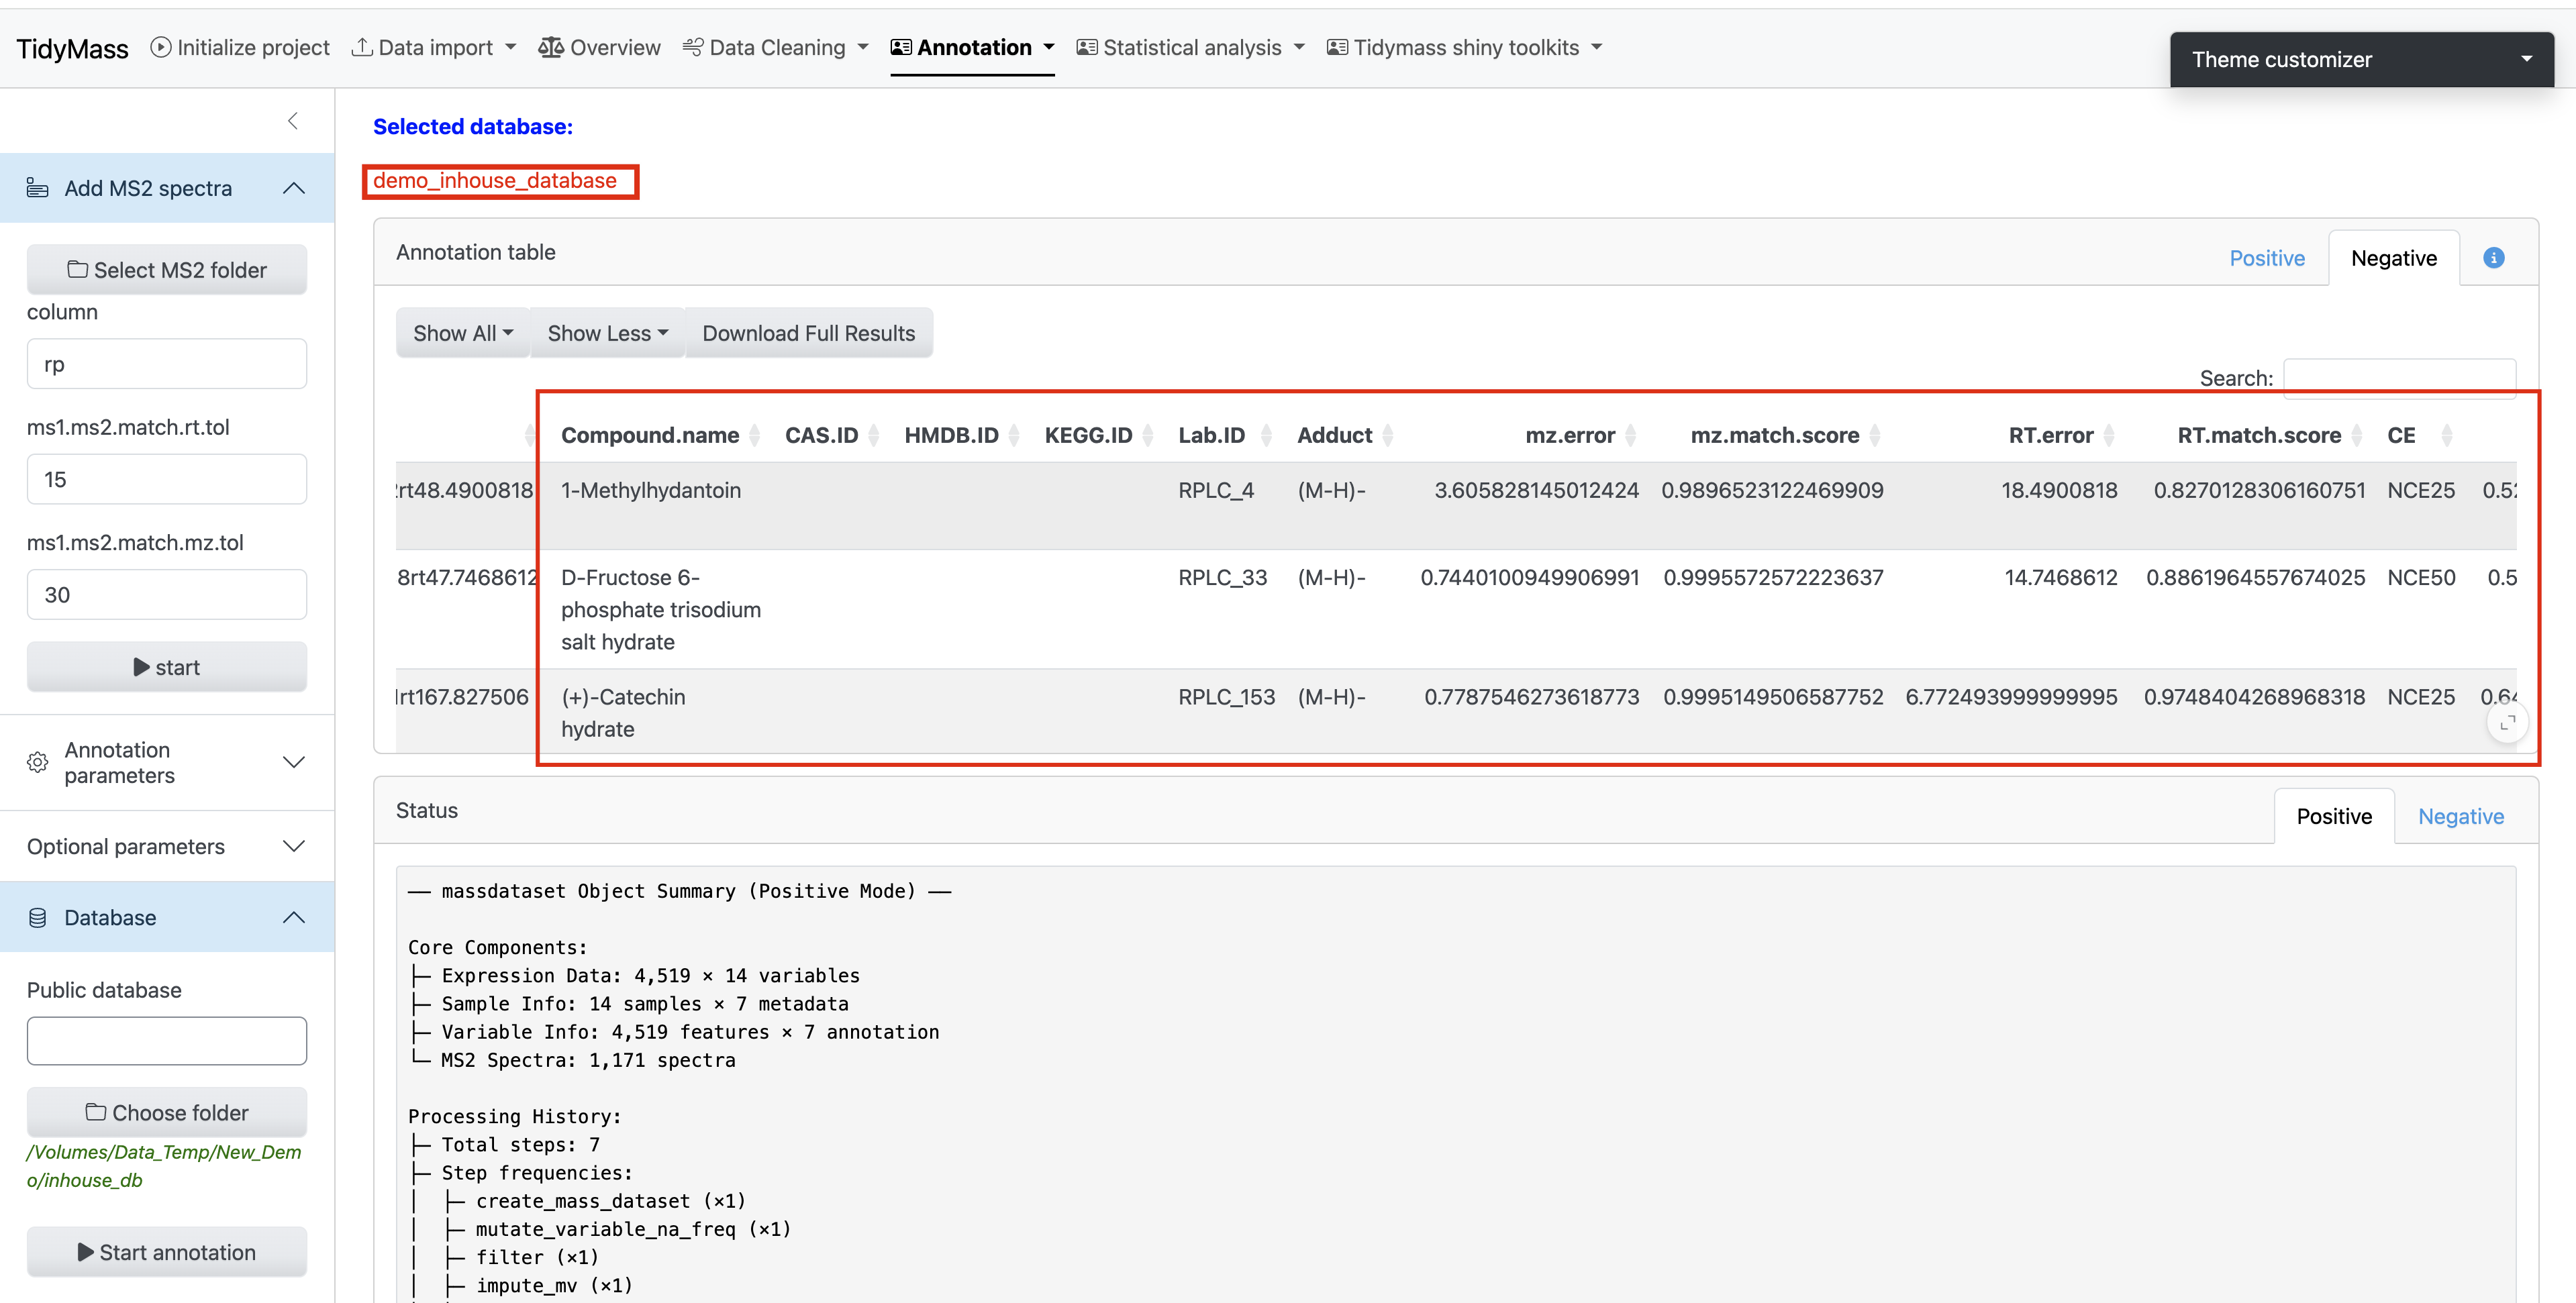 TidyMass Initialize project Data import Overview Data Cleaning Annotation Statistical analysis Tidymass shiny toolkits
Theme customizer
Add MS2 spectra
Select MS2 folder
column
rp
ms1.ms2.match.rt.tol
15
ms1.ms2.match.mz.tol
30
start
Annotation
parameters
Optional parameters
Database
Public database
Choose folder
/Volumes/Data_Temp/New_Dem
o/inhouse_db
Start annotation
Selected database:
demo_inhouse_database
Annotation table
Positive Negative
Show All Show Less Download Full Results
Search:
Compound.name CAS.ID HMDB.ID KEGG.ID Lab.ID Adduct mz.error mz.match.score RT.error RT.match.score CE
rt48.4900818 1-Methylhydantoin RPLC_4 (M-H)- 3.605828145012424 0.9896523122469909 18.4900818 0.8270128306160751 NCE25 0.52
8rt47.7468612 D-Fructose 6-
phosphate trisodium
salt hydrate
RPLC_33 (M-H)- 0.7440100949906991 0.9995572572223637 14.7468612 0.8861964557674025 NCE50 0.5
rt167.827506 (+)-Catechin
hydrate
RPLC_153 (M-H)- 0.7787546273618773 0.9995149506587752 6.772493999999995 0.9748404268968318 NCE25 0.64
Status
Positive Negative
── massdataset Object Summary (Positive Mode) ──
Core Components:
├─ Expression Data: 4,519 × 14 variables
├─ Sample Info: 14 samples × 7 metadata
├─ Variable Info: 4,519 features × 7 annotation
└─ MS2 Spectra: 1,171 spectra
Processing History:
├─ Total steps: 7
├─ Step frequencies:
│  ├─ create_mass_dataset (×1)
│  ├─ mutate_variable_na_freq (×1)
│  ├─ filter (×1)
│  ├─ impute_mv (×1)